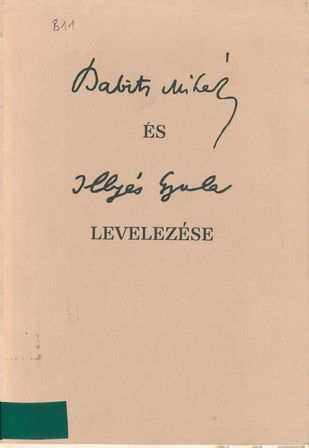 B11
Babits Mihály
ÉS
Illyés Gyula
LEVELEZÉSE